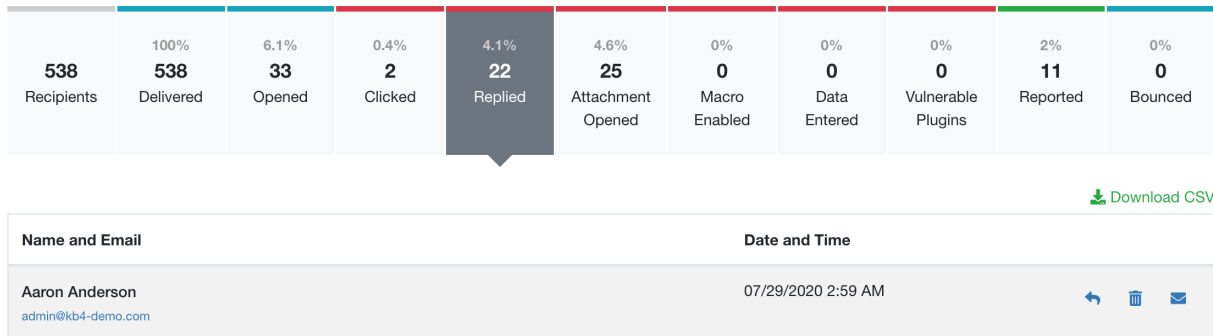 100% 6.1% 0.4% 4.1% 4.6% 0% 0% 0% 2% 0%
538 538 33 2 22 25 0 0 0 11 0
Recipients Delivered Opened Clicked Replied Attachment Macro Data Vulnerable Reported Bounced
Opened Enabled Entered Plugins
Download CSV
Name and Email Date and Time
Aaron Anderson 07/29/2020 2:59 AM
admin@kb4-demo.com